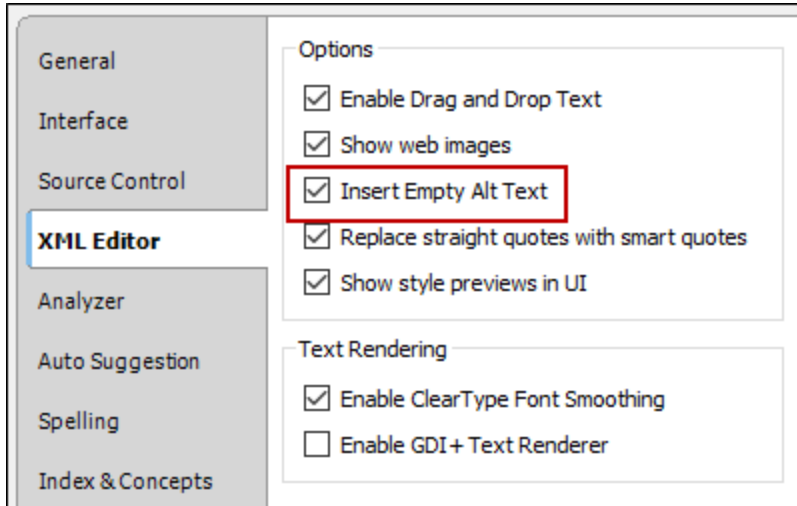 General
Interface
Source Control
XML Editor
Analyzer
Auto Suggestion
Spelling
Index & Concepts
Options
Enable Drag and Drop Text
Show web images
Insert Empty Alt Text
Replace straight quotes with smart quotes
Show style previews in UI
Text Rendering
Enable ClearType Font Smoothing
Enable GDI+ Text Renderer